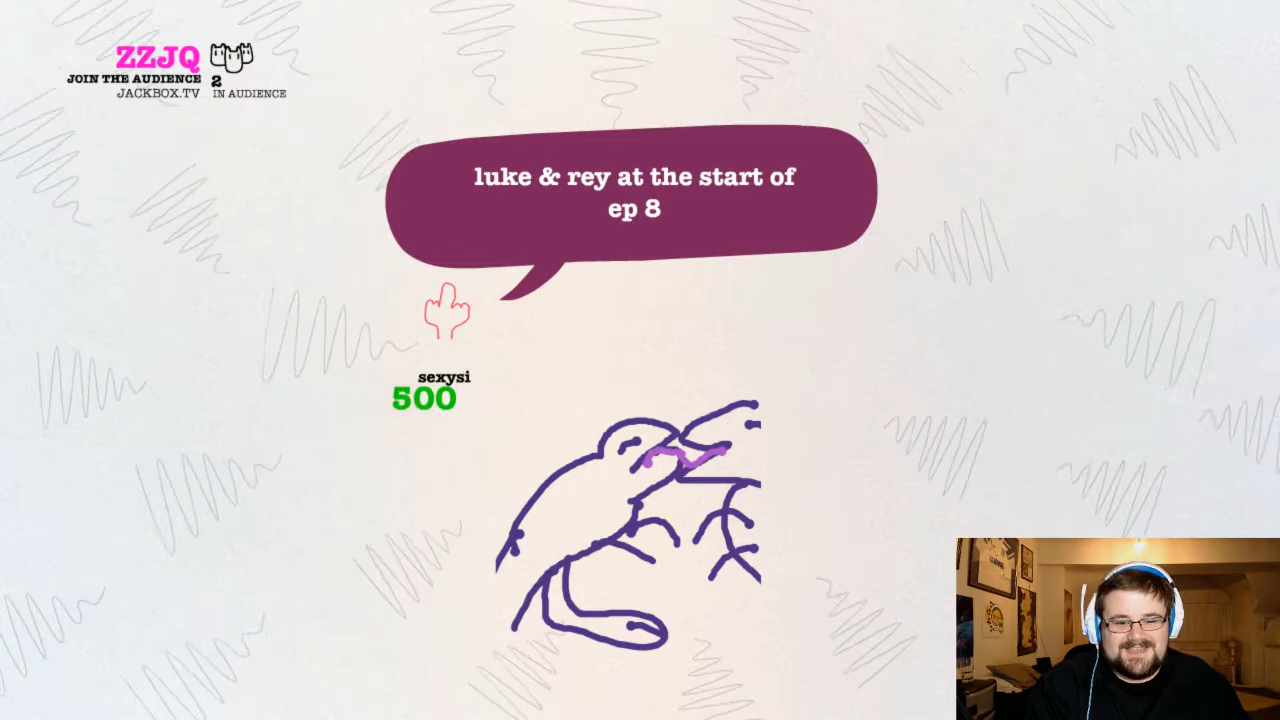 ZZJQ
JOIN THE AUDIENCE
JACKBOX.TV
2
IN AUDIENCE
luke & rey at the start of
ep 8
sexysi
500